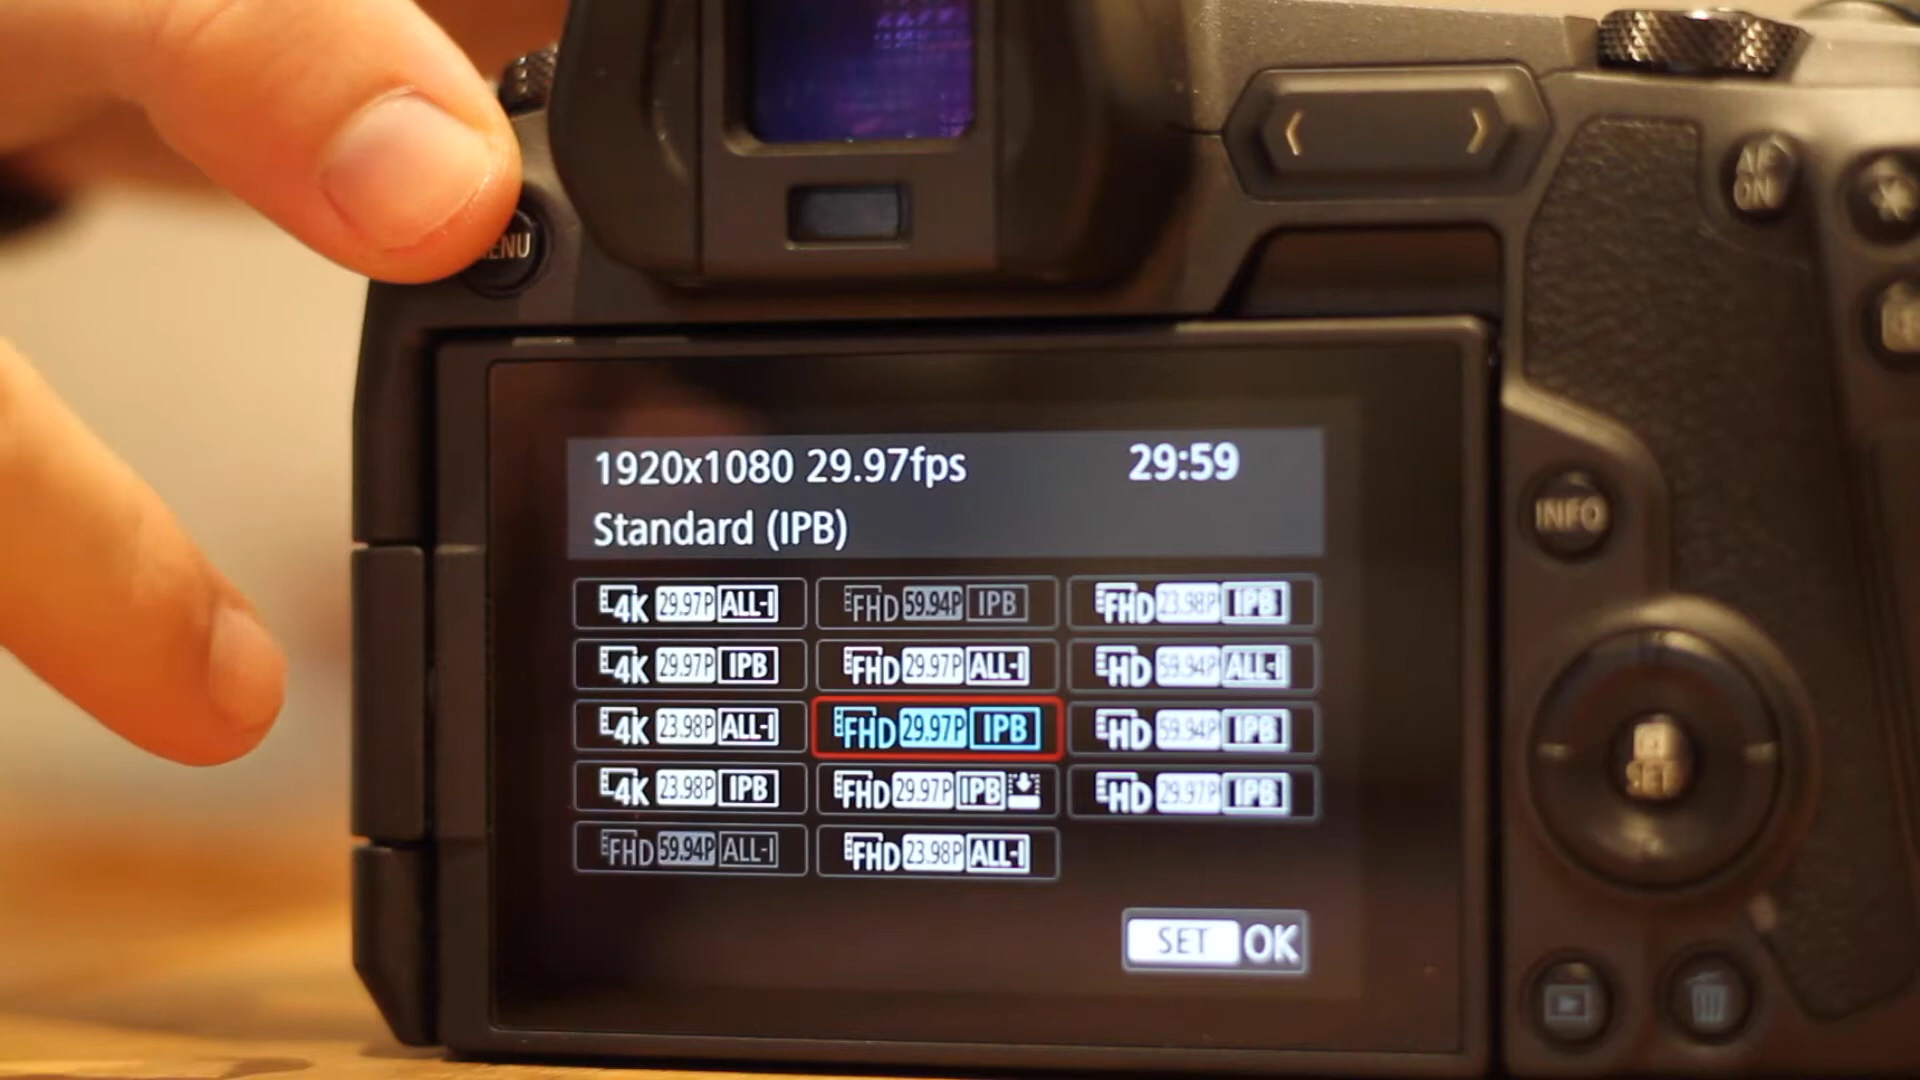 AF
ON
MENU
1920x1080 29.97fps 29:59
Standard (IPB)
4K 29.97P ALL-I FHD 59.94P IPB FHD 23.98P IPB
4K 29.97P IPB FHD 29.97P ALL-I HD 59.94P ALL-I
4K 23.98P ALL-I FHD 29.97P IPB HD 59.94P IPB
4K 23.98P IPB FHD 29.97P IPB HD 29.97P IPB
FHD 59.94P ALL-I FHD 23.98P ALL-I
SET OK
INFO
SET